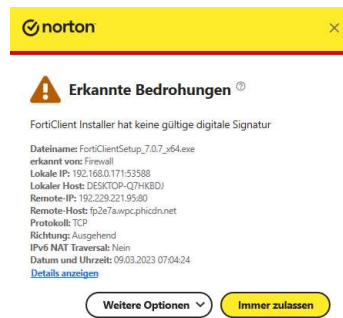 norton
Erkannte Bedrohungen ?
FortiClient Installer hat keine gültige digitale Signatur
Dateiname: FortiClientSetup_7.0.7_x64.exe
erkannt von: Firewall
Lokale IP: 192.168.0.171:53588
Lokaler Host: DESKTOP-Q7HKBDJ
Remote-IP: 192.229.221.95:80
Remote-Host: fp2e7a.wpc.phicdn.net
Protokoll: TCP
Richtung: Ausgehend
IPv6 NAT Traversal: Nein
Datum und Uhrzeit: 09.03.2023 07:04:24
Details anzeigen
Weitere Optionen
Immer zulassen